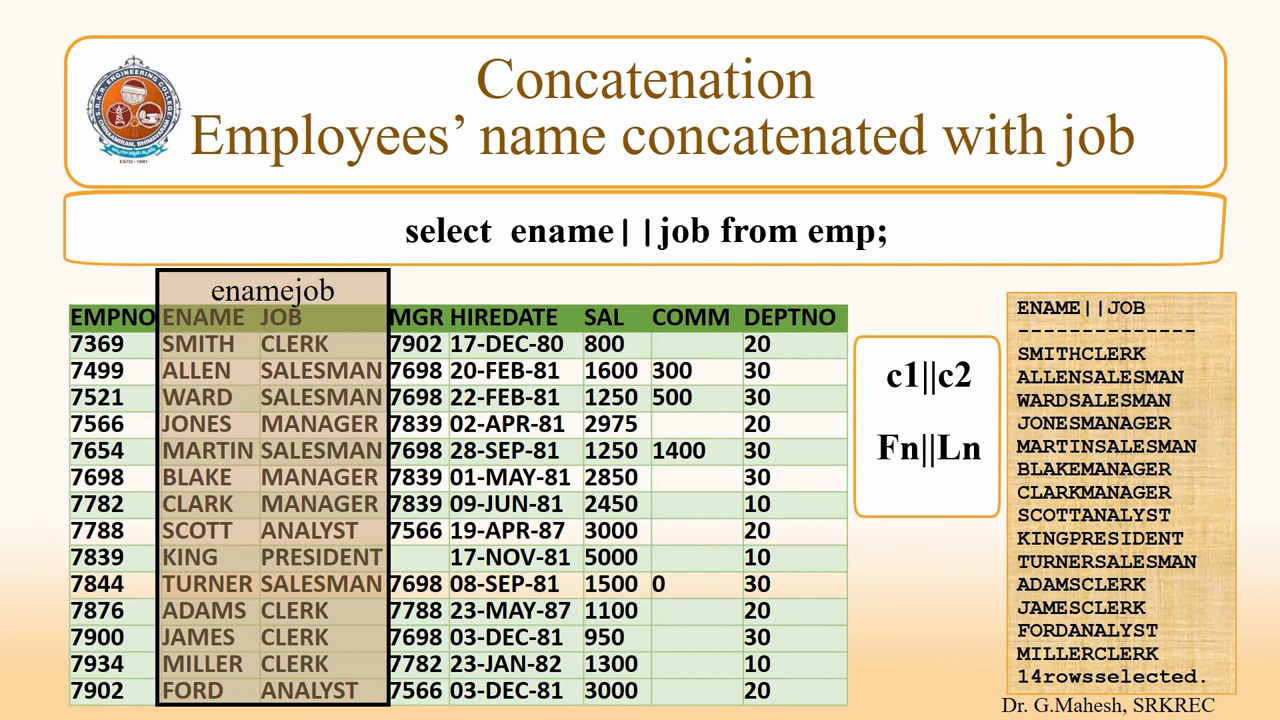 Concatenation
Employees’ name concatenated with job
select ename||job from emp;
enamejob
EMPNO ENAME JOB MGR HIREDATE SAL COMM DEPTNO
7369 SMITH CLERK 7902 17-DEC-80 800 20
7499 ALLEN SALESMAN 7698 20-FEB-81 1600 300 30
7521 WARD SALESMAN 7698 22-FEB-81 1250 500 30
7566 JONES MANAGER 7839 02-APR-81 2975 20
7654 MARTIN SALESMAN 7698 28-SEP-81 1250 1400 30
7698 BLAKE MANAGER 7839 01-MAY-81 2850 30
7782 CLARK MANAGER 7839 09-JUN-81 2450 10
7788 SCOTT ANALYST 7566 19-APR-87 3000 20
7839 KING PRESIDENT 17-NOV-81 5000 10
7844 TURNER SALESMAN 7698 08-SEP-81 1500 0 30
7876 ADAMS CLERK 7788 23-MAY-87 1100 20
7900 JAMES CLERK 7698 03-DEC-81 950 30
7934 MILLER CLERK 7782 23-JAN-82 1300 10
7902 FORD ANALYST 7566 03-DEC-81 3000 20
c1||c2
Fn||Ln
ENAME||JOB
--------------
SMITHCLERK
ALLENSALESMAN
WARDSALESMAN
JONESMANAGER
MARTINSALESMAN
BLAKEMANAGER
CLARKMANAGER
SCOTTANALYST
KINGPRESIDENT
TURNERSALESMAN
ADAMSCLERK
JAMESCLERK
FORDANALYST
MILLERCLERK
14rowsselected.
Dr. G.Mahesh, SRKREC